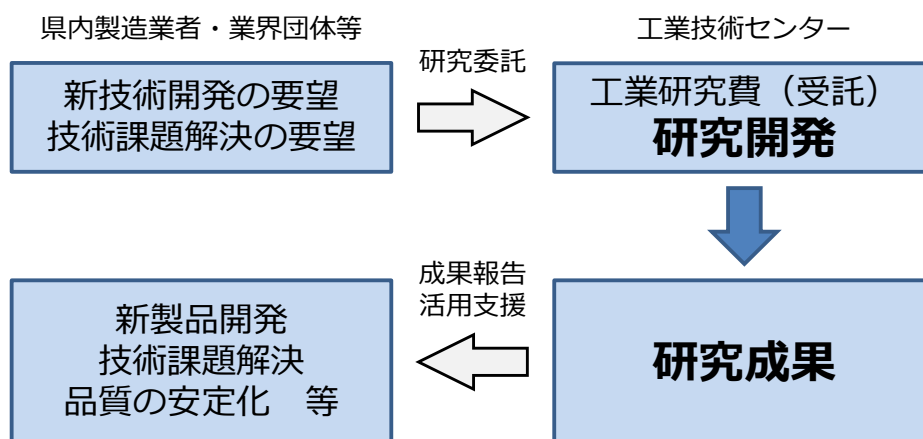 県内製造業者・業界団体等
工業技術センター
新技術開発の要望
技術課題解決の要望
研究委託
工業研究費（受託）
研究開発
成果報告
活用支援
新製品開発
技術課題解決
品質の安定化　等
研究成果